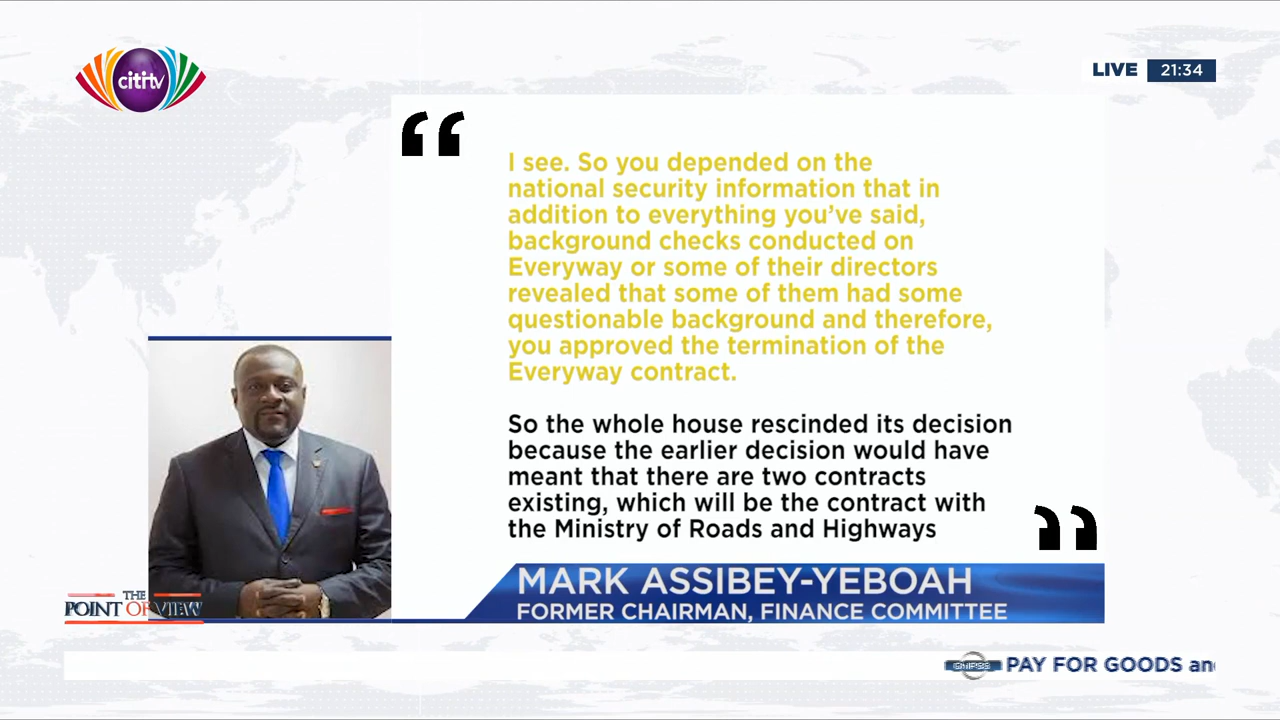 citi tv
LIVE 21:34
I see. So you depended on the
national security information that in
addition to everything you've said,
background checks conducted on
Everyway or some of their directors
revealed that some of them had some
questionable background and therefore,
you approved the termination of the
Everyway contract.
So the whole house rescinded its decision
because the earlier decision would have
meant that there are two contracts
existing, which will be the contract with
the Ministry of Roads and Highways
MARK ASSIBEY-YEBOAH
FORMER CHAIRMAN, FINANCE COMMITTEE
THE
POINT OF VIEW
PAY FOR GOODS an